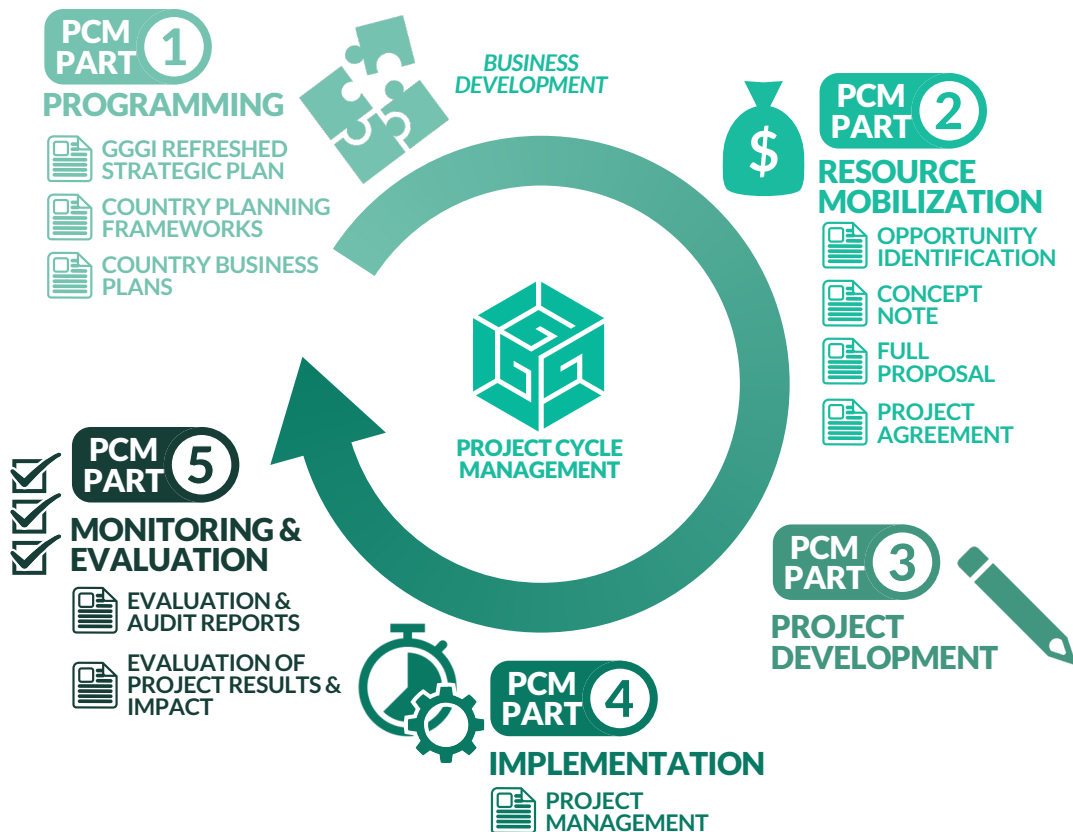 PCM
PART 1
PROGRAMMING
GGGI REFRESHED
STRATEGIC PLAN
COUNTRY PLANNING
FRAMEWORKS
COUNTRY BUSINESS
PLANS
BUSINESS
DEVELOPMENT
$
PCM
PART 2
RESOURCE
MOBILIZATION
OPPORTUNITY
IDENTIFICATION
CONCEPT
NOTE
FULL
PROPOSAL
PROJECT
AGREEMENT
GGGI
PROJECT CYCLE
MANAGEMENT
PCM
PART 3
PROJECT
DEVELOPMENT
PCM
PART 4
IMPLEMENTATION
PROJECT
MANAGEMENT
PCM
PART 5
MONITORING &
EVALUATION
EVALUATION &
AUDIT REPORTS
EVALUATION OF
PROJECT RESULTS &
IMPACT